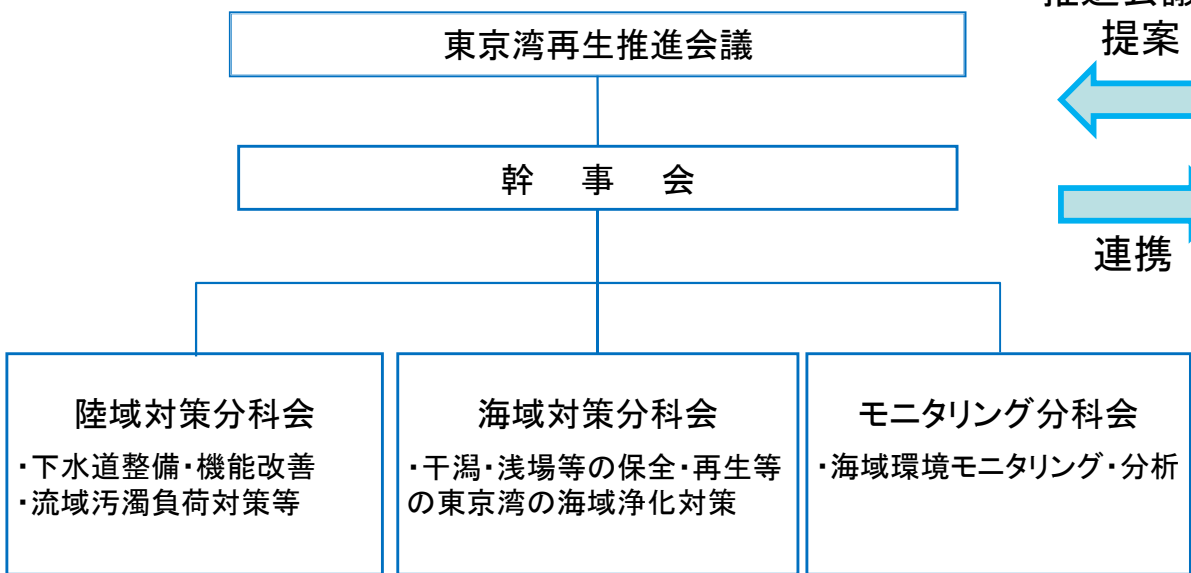 東京湾再生推進会議
提案
幹 事 会
連携
陸域対策分科会
・下水道整備・機能改善
・流域汚濁負荷対策等
海域対策分科会
・干潟・浅場等の保全・再生等
の東京湾の海域浄化対策
モニタリング分科会
・海域環境モニタリング・分析